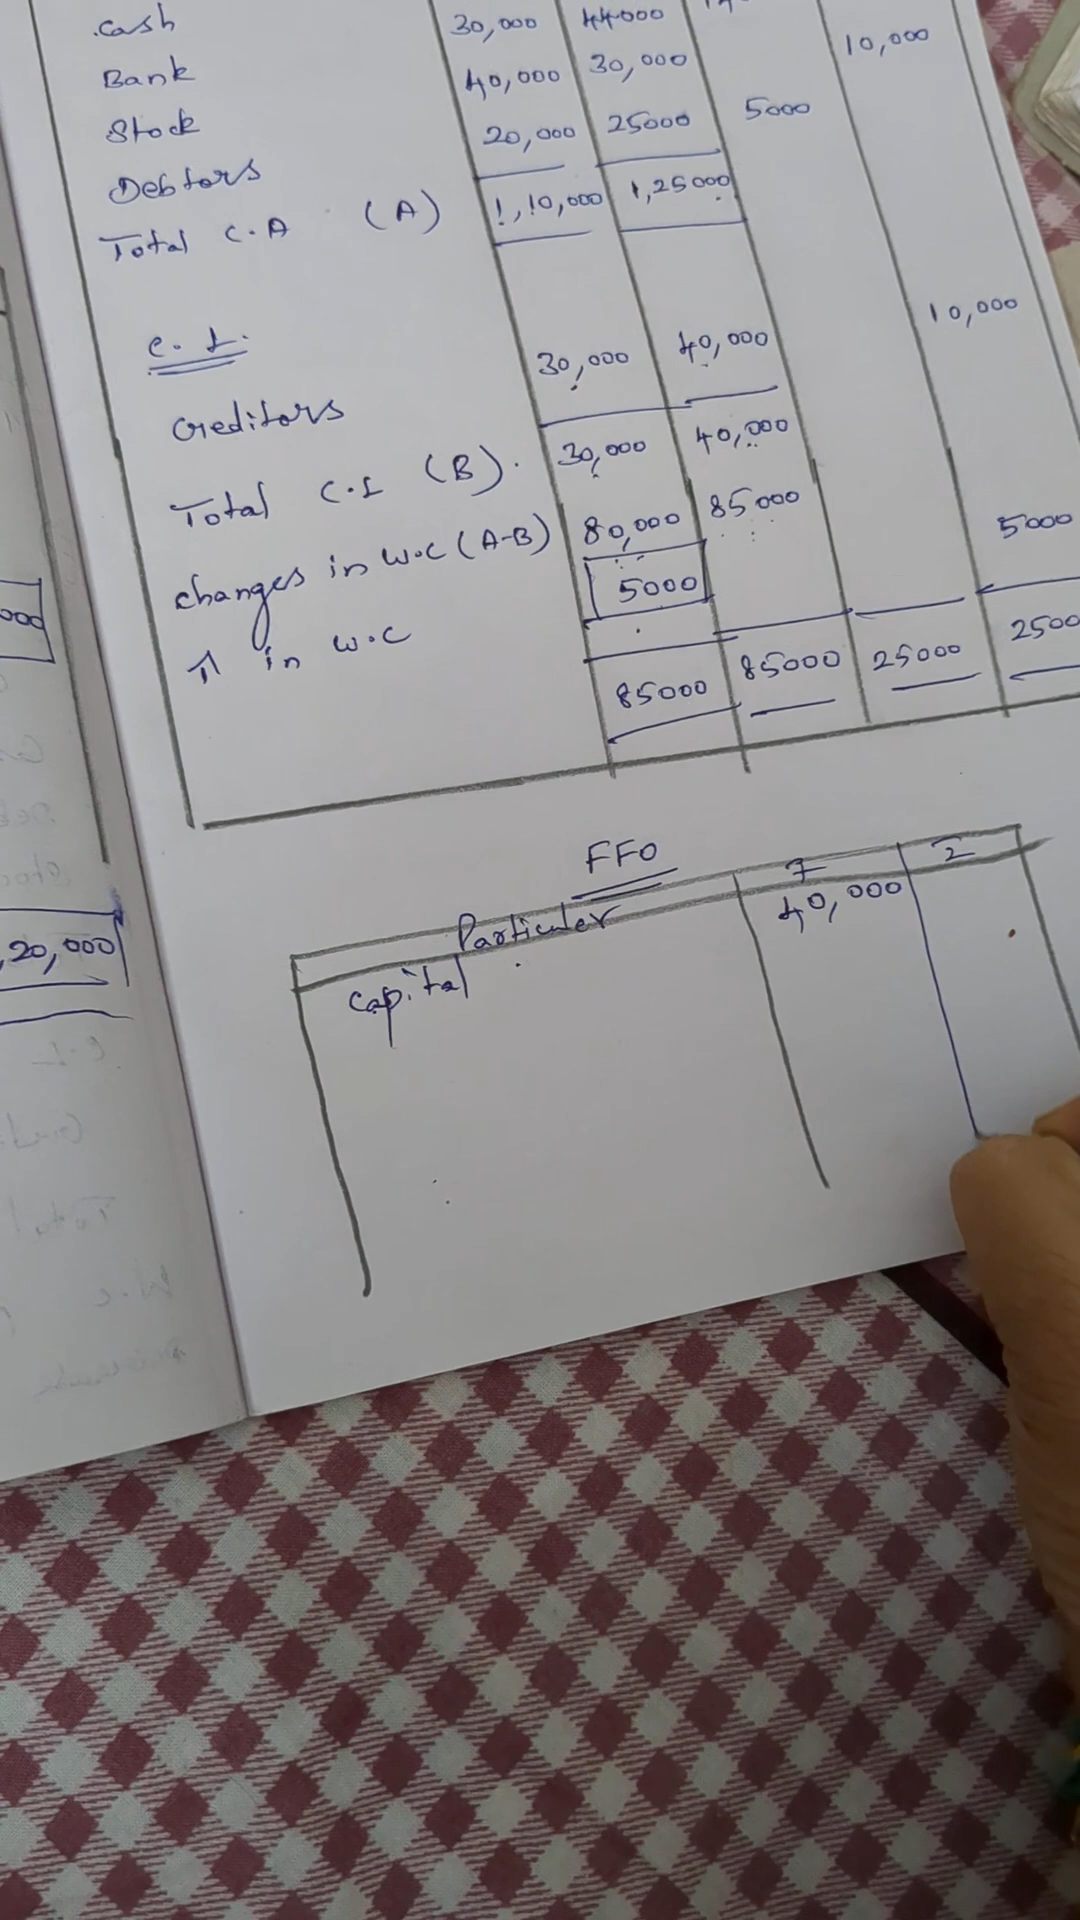 Cash 30,000 44000
Bank 40,000 30,000 10,000
Stock 20,000 25000 5000
Debtors
Total C.A (A) 1,10,000 1,25000
C. L.
Creditors 30,000 40,000 10,000
Total C.L (B). 30,000 40,000
changes in W.C (A-B) 80,000 85000
↑ in W.C 5000 5000
85000 85000 25000 2500
FFO
Particuler ₹ ₹
Capital 40,000
000
,20,000